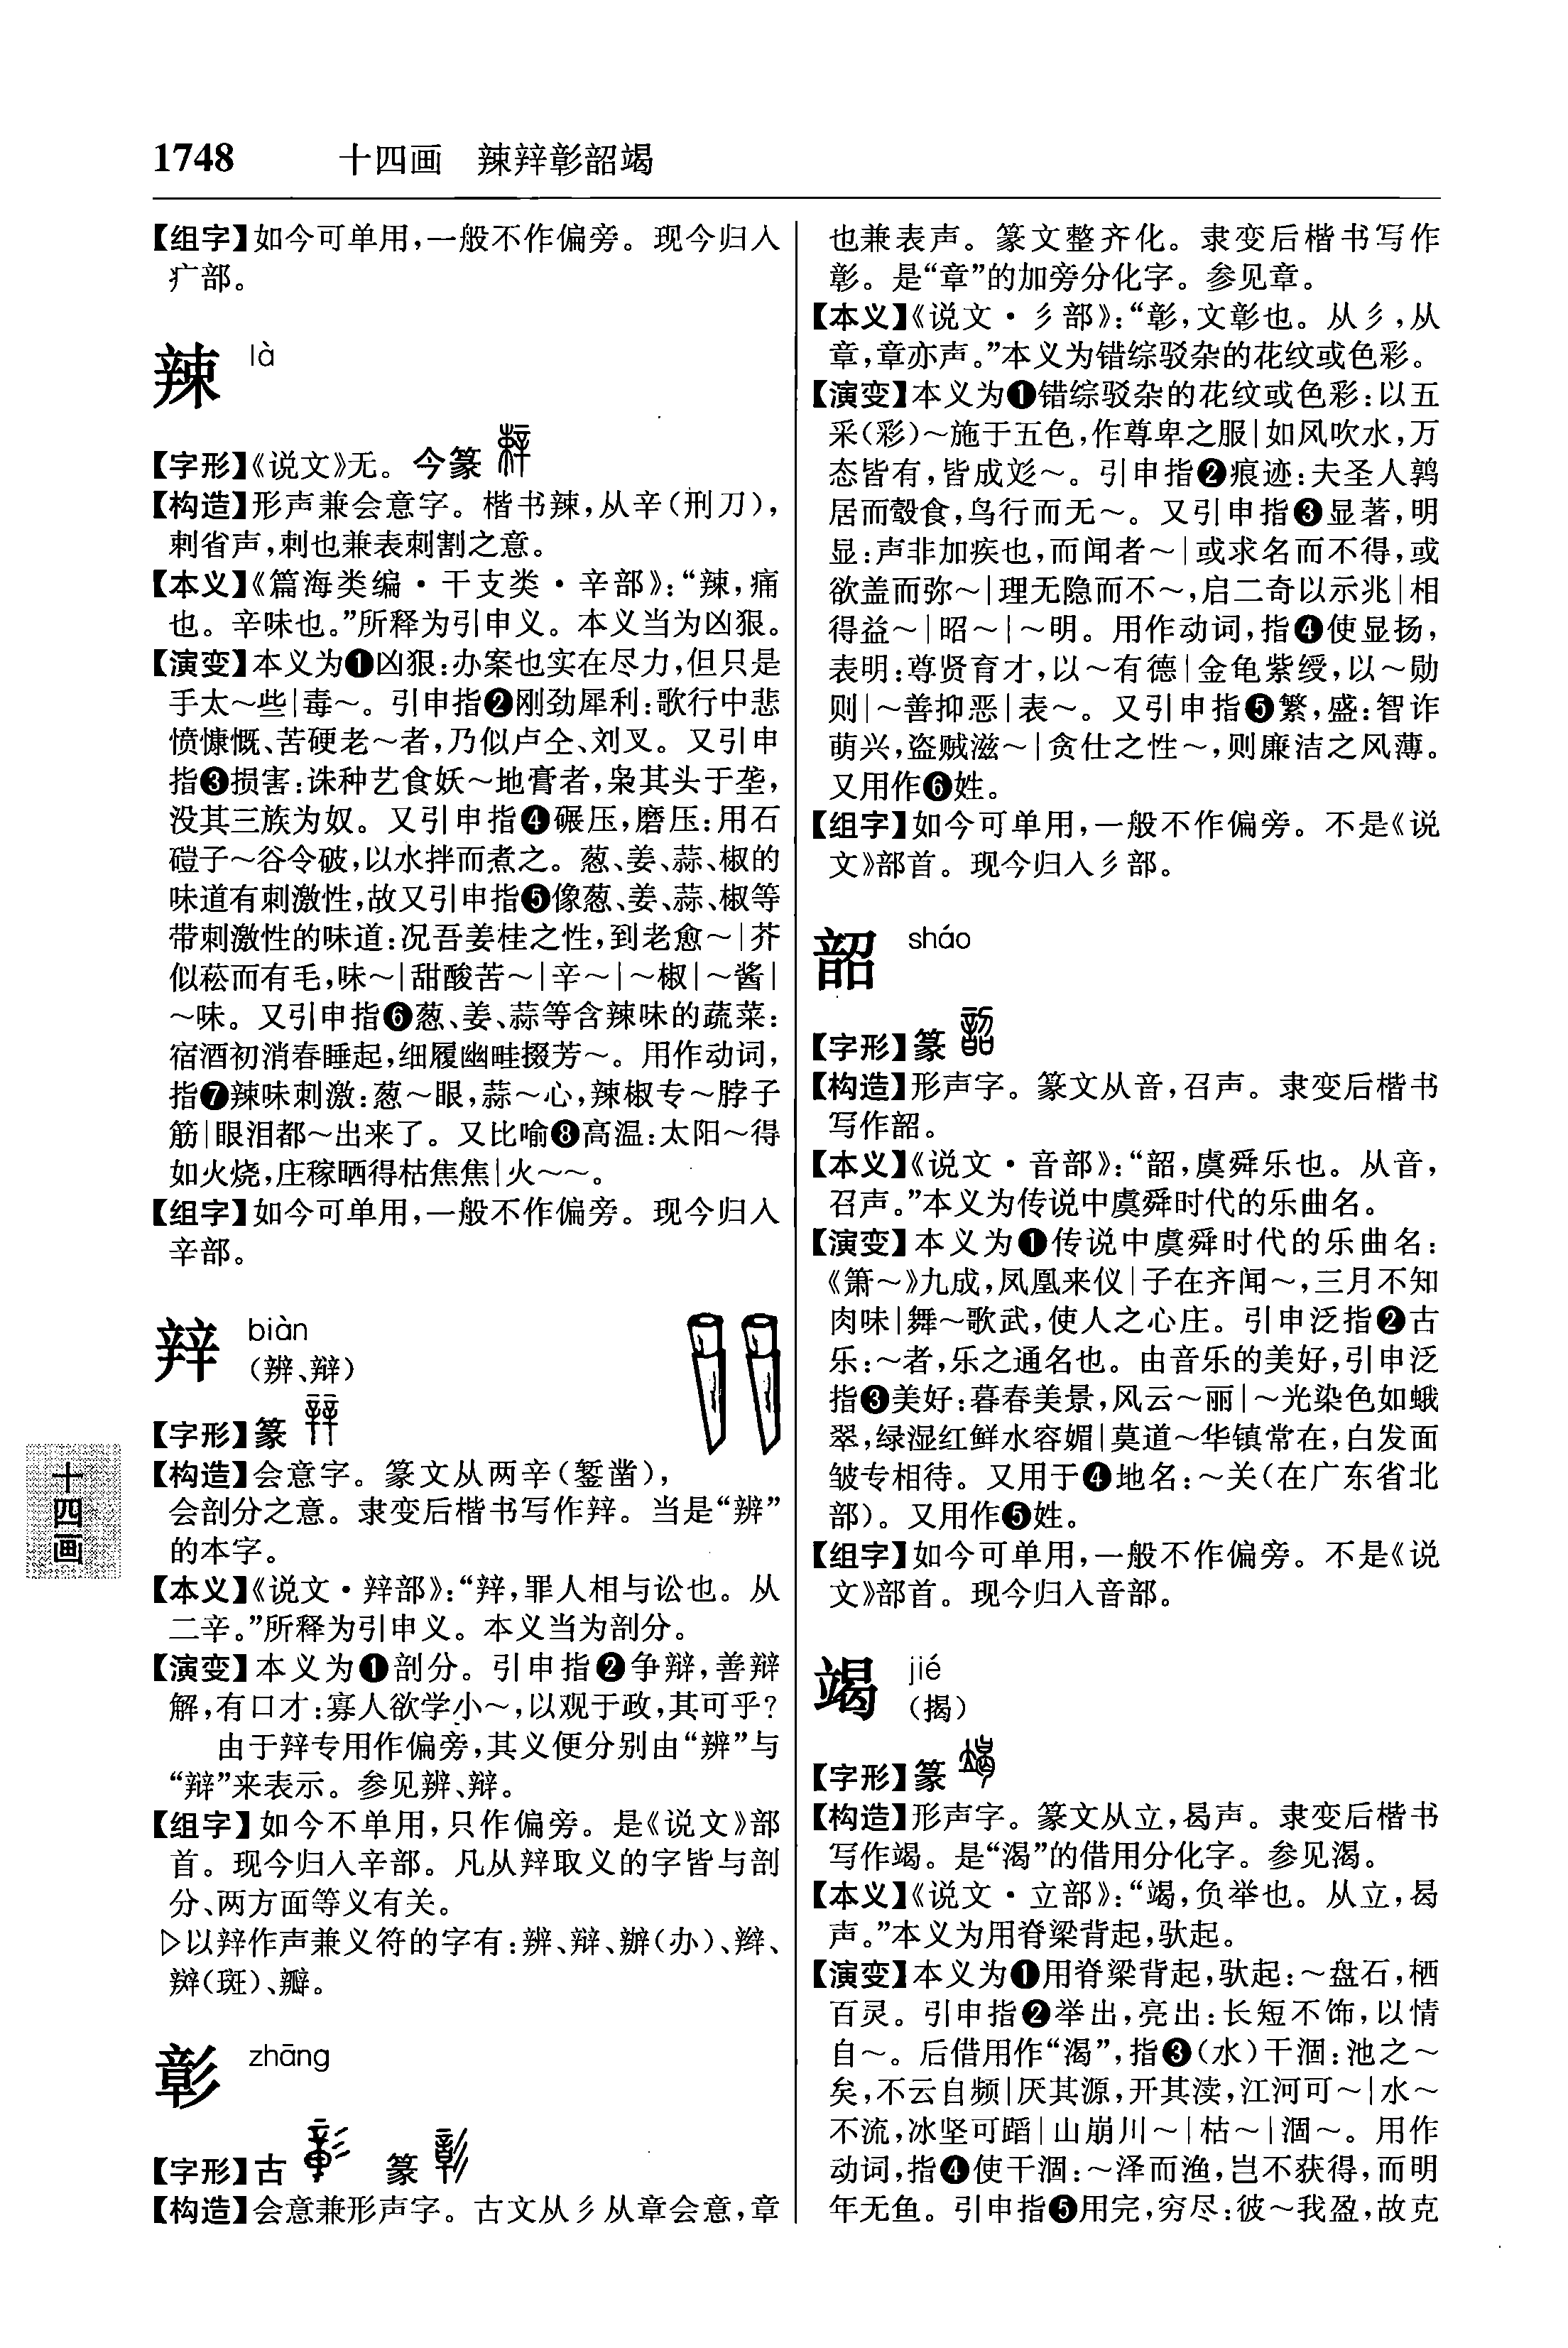 1748 十四画 辣辡彰韶竭
【组字】如今可单用,一般不作偏旁。现今归入
疒部。
辣 là
【字形】《说文》无。今篆
【构造】形声兼会意字。楷书辣,从辛(刑刀),
刺省声,刺也兼表刺割之意。
【本义】《篇海类编·干支类·辛部》:“辣,痛
也。辛味也。”所释为引申义。本义当为凶狠。
【演变】本义为❶凶狠:办案也实在尽力,但只是
手太～些|毒～。引申指❷刚劲犀利:歌行中悲
愤慷慨、苦硬老～者,乃似卢仝、刘叉。又引申
指❸损害:诛种艺食妖～地膏者,枭其头于垄,
没其三族为奴。又引申指❹碾压,磨压:用石
硙子～谷令破,以水拌而煮之。葱、姜、蒜、椒的
味道有刺激性,故又引申指❺像葱、姜、蒜、椒等
带刺激性的味道:况吾姜桂之性,到老愈～|芥
似菘而有毛,味～|甜酸苦～|辛～|～椒|～酱|
～味。又引申指❻葱、姜、蒜等含辣味的蔬菜:
宿酒初消春睡起,细履幽畦掇芳～。用作动词,
指❼辣味刺激:葱～眼,蒜～心,辣椒专～脖子
筋|眼泪都～出来了。又比喻❽高温:太阳～得
如火烧,庄稼晒得枯焦焦|火～～。
【组字】如今可单用,一般不作偏旁。现今归入
辛部。
辡 biàn
(辨、辩)
【字形】篆
【构造】会意字。篆文从两辛(錾凿),
会剖分之意。隶变后楷书写作辡。当是“辨”
的本字。
【本义】《说文·辡部》:“辡,罪人相与讼也。从
二辛。”所释为引申义。本义当为剖分。
【演变】本义为❶剖分。引申指❷争辩,善辩
解,有口才:寡人欲学小～,以观于政,其可乎?
由于辡专用作偏旁,其义便分别由“辨”与
“辩”来表示。参见辨、辩。
【组字】如今不单用,只作偏旁。是《说文》部
首。现今归入辛部。凡从辡取义的字皆与剖
分、两方面等义有关。
▷以辡作声兼义符的字有:辨、辩、辦(办)、辫、
辬(斑)、瓣。
彰 zhāng
【字形】古 篆
【构造】会意兼形声字。古文从彡从章会意,章
也兼表声。篆文整齐化。隶变后楷书写作
彰。是“章”的加旁分化字。参见章。
【本义】《说文·彡部》:“彰,文彰也。从彡,从
章,章亦声。”本义为错综驳杂的花纹或色彩。
【演变】本义为❶错综驳杂的花纹或色彩:以五
采(彩)～施于五色,作尊卑之服|如风吹水,万
态皆有,皆成彣～。引申指❷痕迹:夫圣人鹑
居而鷇食,鸟行而无～。又引申指❸显著,明
显:声非加疾也,而闻者～|或求名而不得,或
欲盖而弥～|理无隐而不～,启二奇以示兆|相
得益～|昭～|～明。用作动词,指❹使显扬,
表明:尊贤育才,以～有德|金龟紫绶,以～勋
则|～善抑恶|表～。又引申指❺繁,盛:智诈
萌兴,盗贼滋～|贪仕之性～,则廉洁之风薄。
又用作❻姓。
【组字】如今可单用,一般不作偏旁。不是《说
文》部首。现今归入彡部。
韶 sháo
【字形】篆
【构造】形声字。篆文从音,召声。隶变后楷书
写作韶。
【本义】《说文·音部》:“韶,虞舜乐也。从音,
召声。”本义为传说中虞舜时代的乐曲名。
【演变】本义为❶传说中虞舜时代的乐曲名:
《箫～》九成,凤凰来仪|子在齐闻～,三月不知
肉味|舞～歌武,使人之心庄。引申泛指❷古
乐:～者,乐之通名也。由音乐的美好,引申泛
指❸美好:暮春美景,风云～丽|～光染色如蛾
翠,绿湿红鲜水容媚|莫道～华镇常在,白发面
皱专相待。又用于❹地名:～关(在广东省北
部)。又用作❺姓。
【组字】如今可单用,一般不作偏旁。不是《说
文》部首。现今归入音部。
竭 jié
(揭)
【字形】篆
【构造】形声字。篆文从立,曷声。隶变后楷书
写作竭。是“渴”的借用分化字。参见渴。
【本义】《说文·立部》:“竭,负举也。从立,曷
声。”本义为用脊梁背起,驮起。
【演变】本义为❶用脊梁背起,驮起:～盘石,栖
百灵。引申指❷举出,亮出:长短不饰,以情
自～。后借用作“渴”,指❸(水)干涸:池之～
矣,不云自频|厌其源,开其渎,江河可～|水～
不流,冰坚可蹈|山崩川～|枯～|涸～。用作
动词,指❹使干涸:～泽而渔,岂不获得,而明
年无鱼。引申指❺用完,穷尽:彼～我盈,故克
十四画